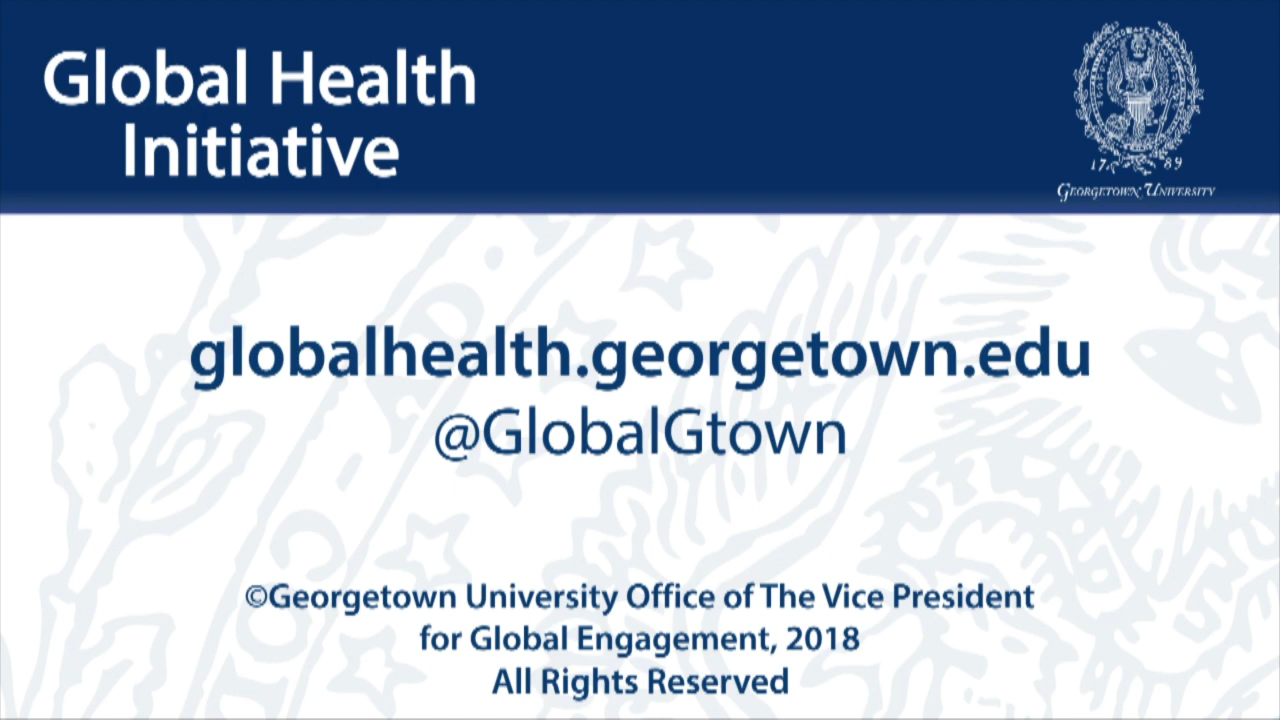 Global Health
Initiative
17 89
GEORGETOWN UNIVERSITY
globalhealth.georgetown.edu
@GlobalGtown
©Georgetown University Office of The Vice President
for Global Engagement, 2018
All Rights Reserved